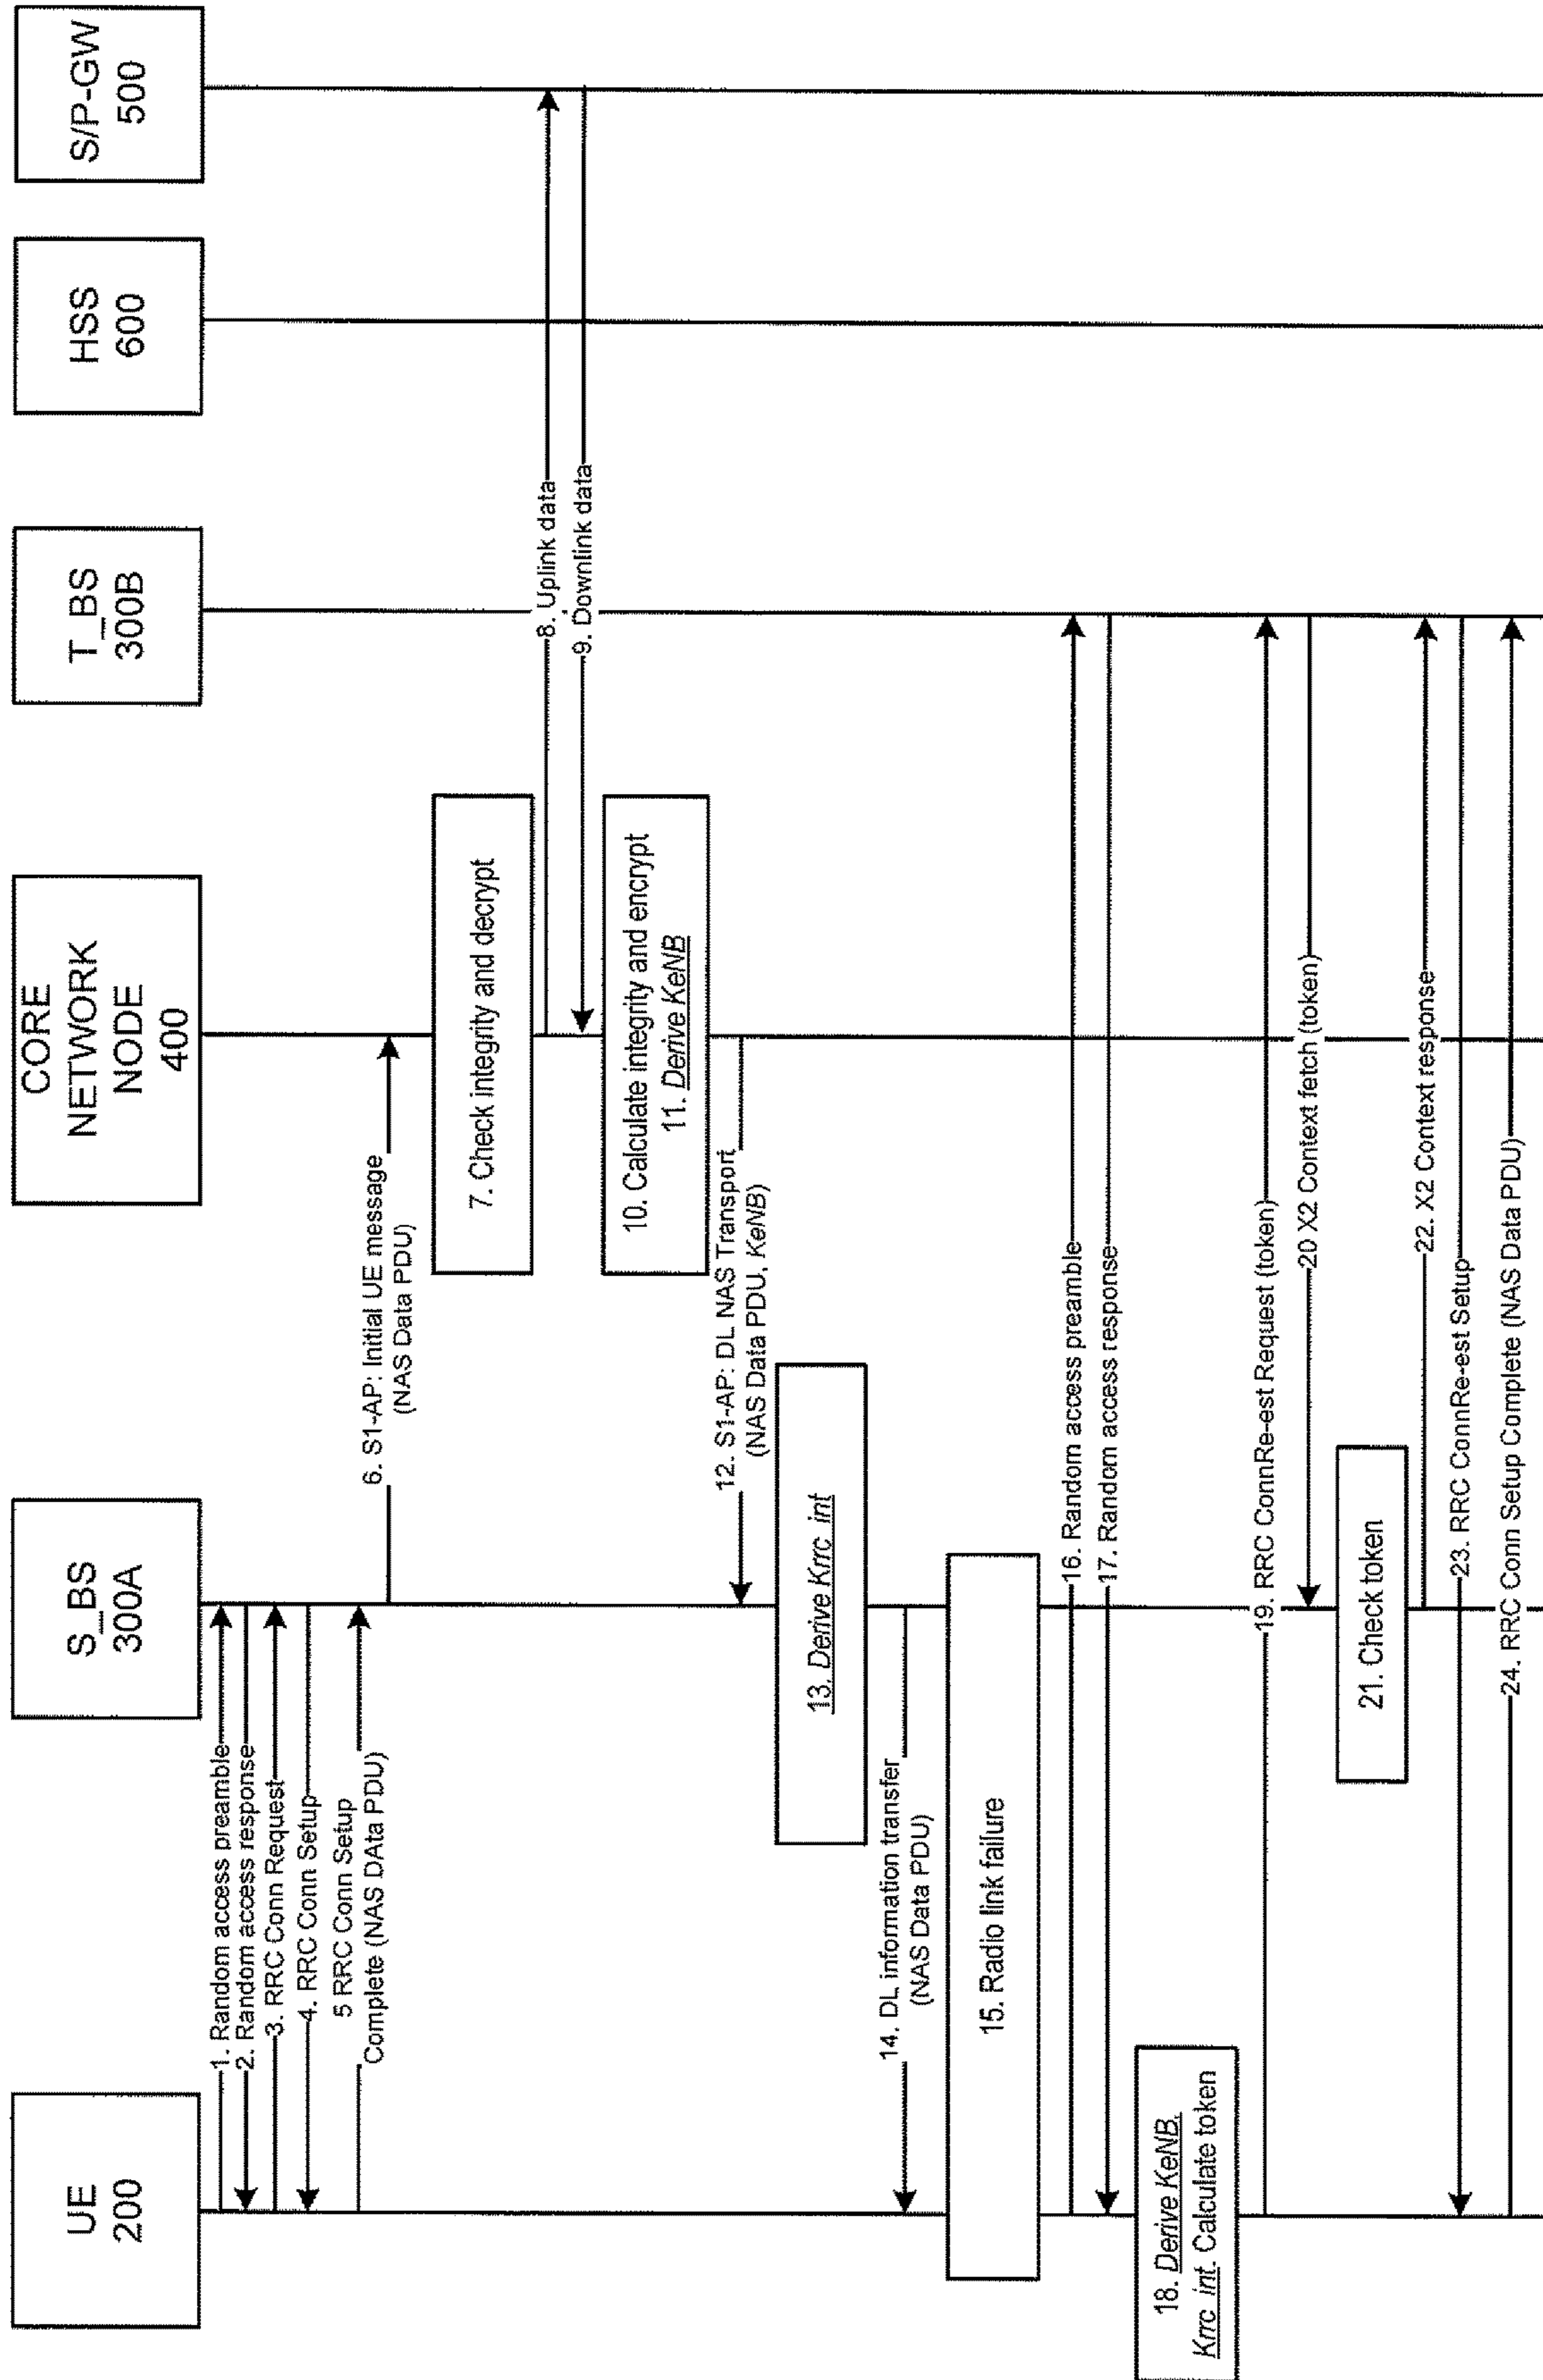 UE
200
S_BS
300A
CORE
NETWORK
NODE
400
T_BS
300B
HSS
600
S/P-GW
500
1. Random access preamble
2. Random access response
3. RRC Conn Request
4. RRC Conn Setup
5 RRC Conn Setup
Complete (NAS DAta PDU)
6. S1-AP: Initial UE message
(NAS Data PDU)
7. Check integrity and decrypt
8. Uplink data
9. Downlink data
10. Calculate integrity and encrypt
11. Derive KeNB
12. S1-AP: DL NAS Transport
(NAS Data PDU, KeNB)
13. Derive Krrc_int
14. DL information transfer
(NAS Data PDU)
15. Radio link failure
16. Random access preamble
17. Random access response
18. Derive KeNB,
Krrc_int. Calculate token
19. RRC ConnRe-est Request (token)
20 X2 Context fetch (token)
21. Check token
22. X2 Context response
23. RRC ConnRe-est Setup
24. RRC Conn Setup Complete (NAS Data PDU)